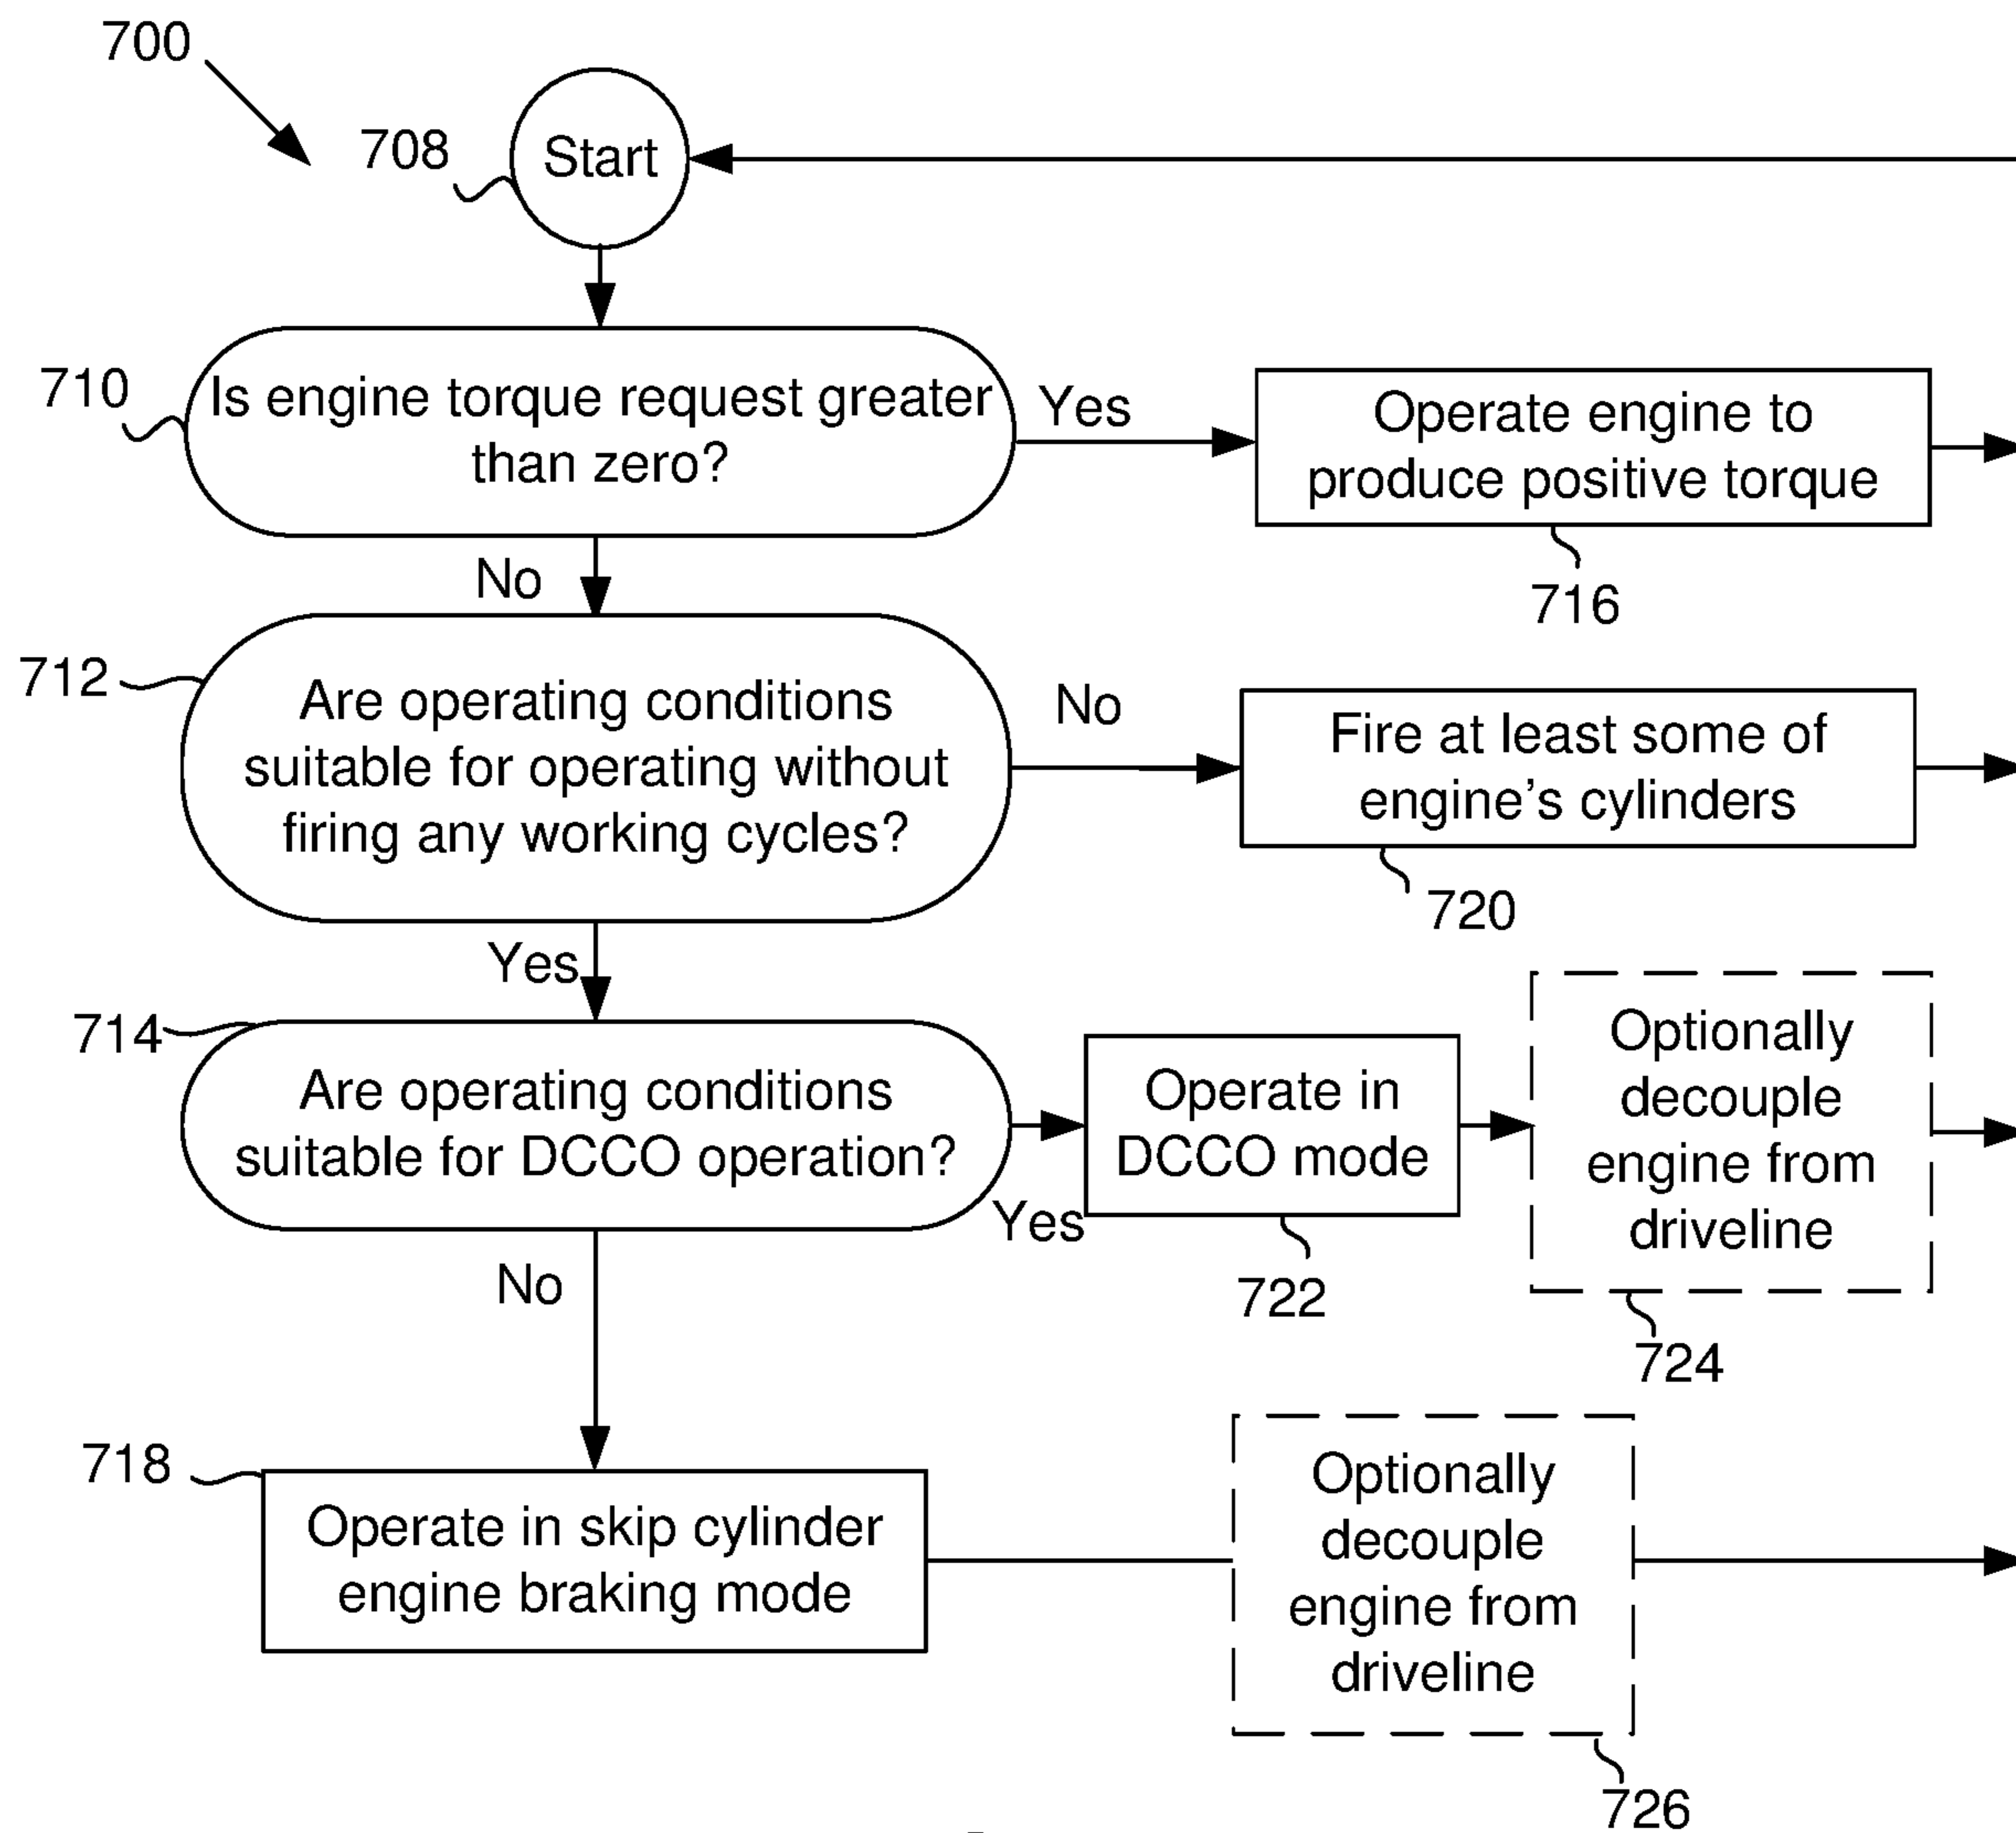 700
708
Start
710
Is engine torque request greater
than zero?
Yes
Operate engine to
produce positive torque
716
No
712
Are operating conditions
suitable for operating without
firing any working cycles?
No
Fire at least some of
engine's cylinders
720
Yes
714
Are operating conditions
suitable for DCCO operation?
Yes
Operate in
DCCO mode
722
Optionally
decouple
engine from
driveline
724
No
718
Operate in skip cylinder
engine braking mode
Optionally
decouple
engine from
driveline
726